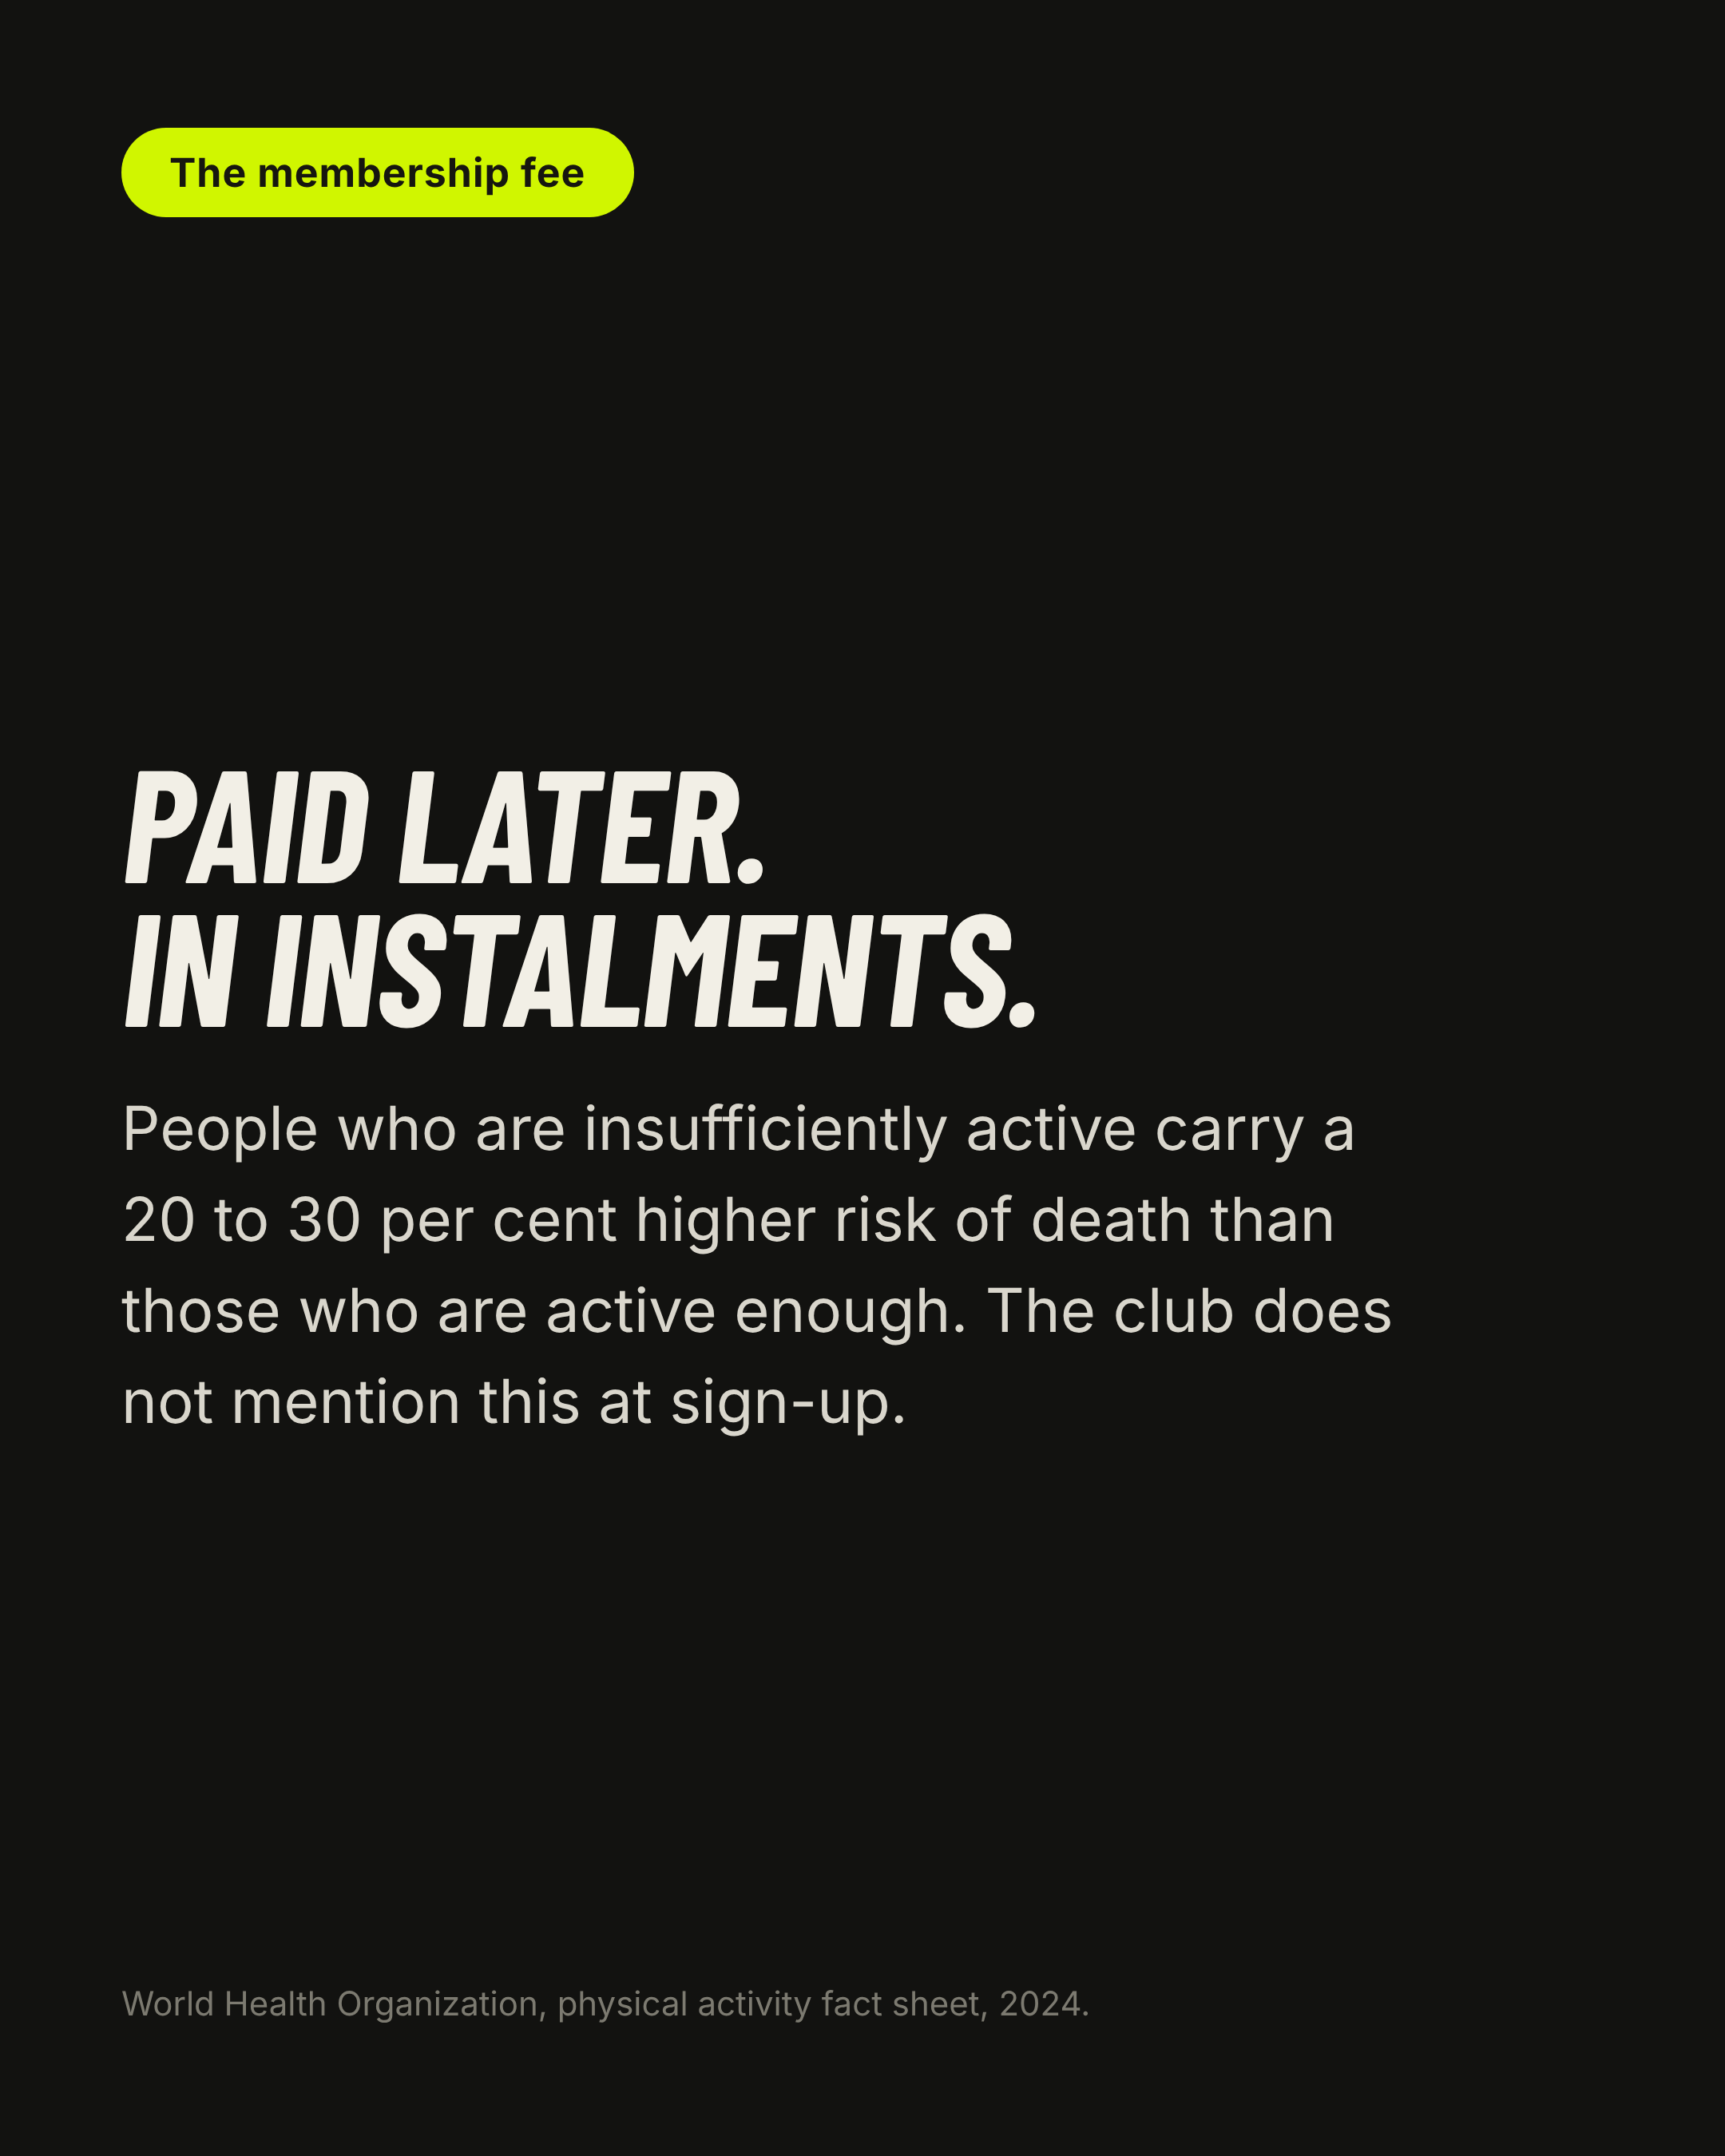 The membership fee
PAID LATER.
IN INSTALMENTS.
People who are insufficiently active carry a
20 to 30 per cent higher risk of death than
those who are active enough. The club does
not mention this at sign-up.
World Health Organization, physical activity fact sheet, 2024.